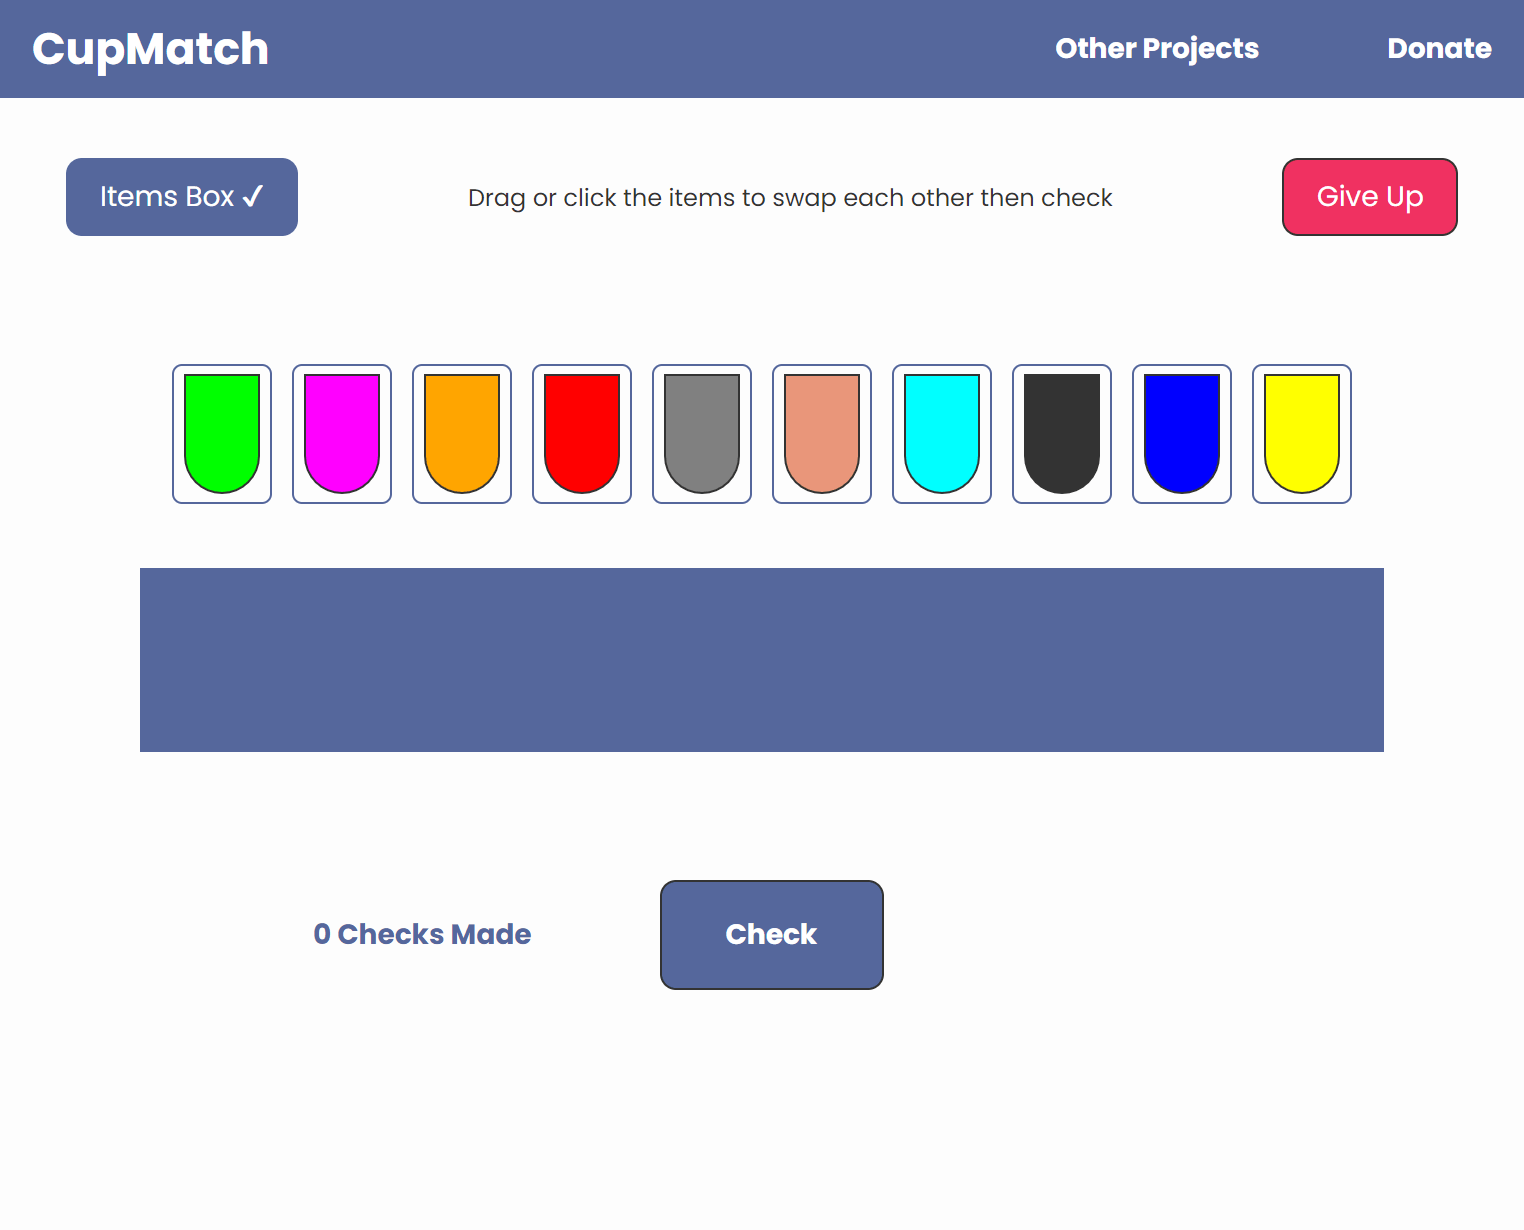 CupMatch
Other Projects
Donate
Items Box ✓
Drag or click the items to swap each other then check
Give Up
0 Checks Made
Check